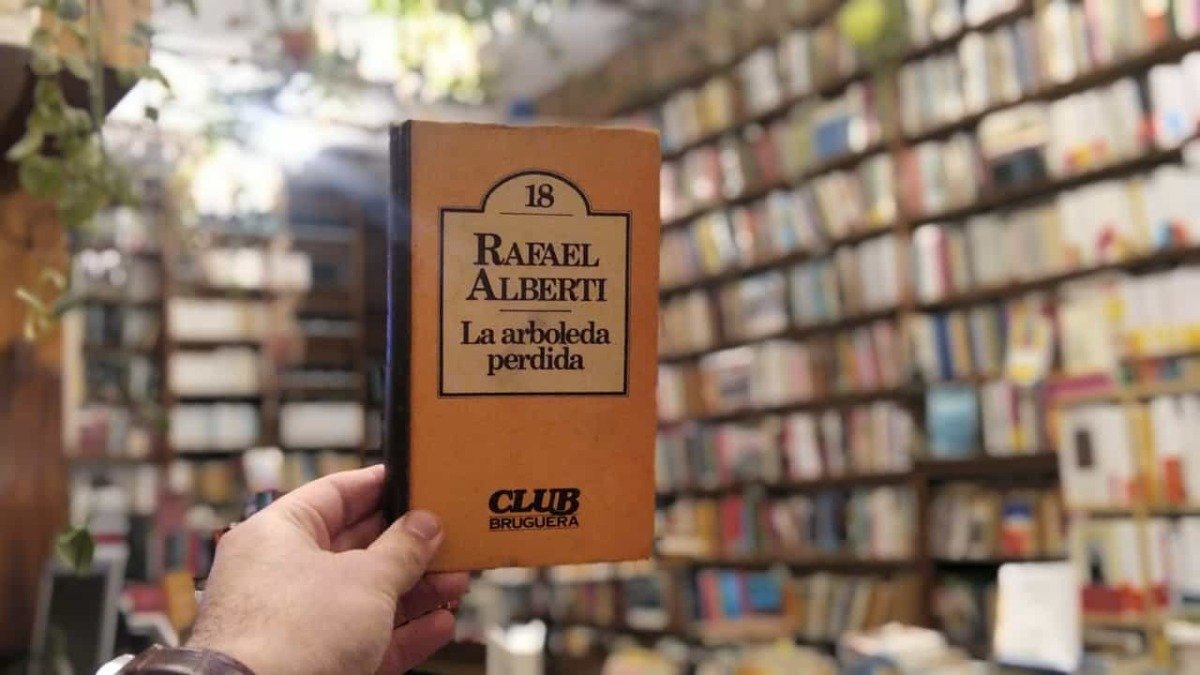 18
RAFAEL
ALBERTI
La arboleda
perdida
CLUB
BRUGUERA